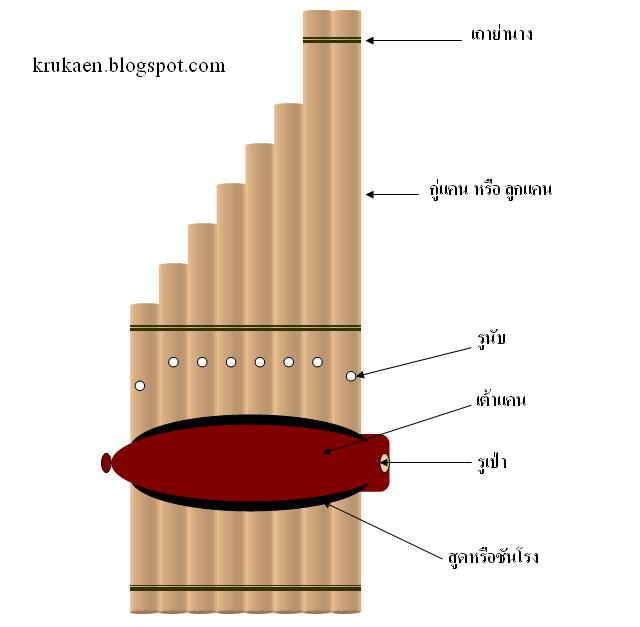 เถาย่านาง
krukaen.blogspot.com
กู่แคน หรือ ลูกแคน
รูนับ
เต้าแคน
รูเป่า
สูดหรือชันโรง